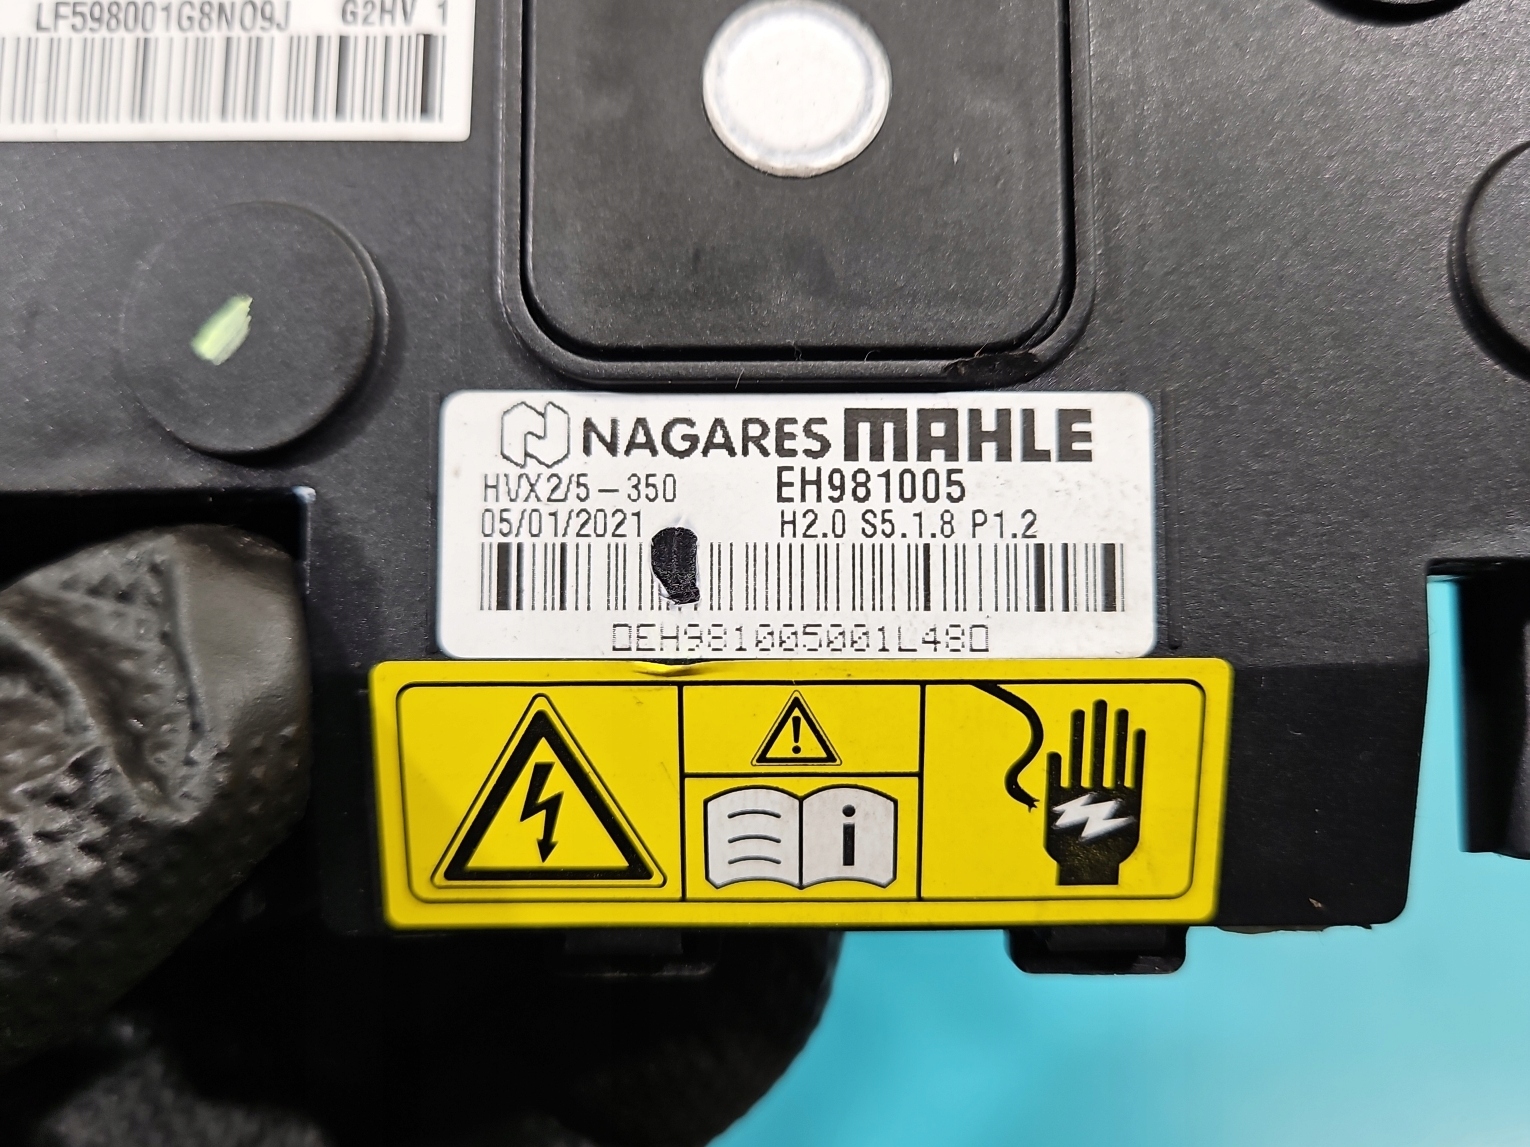 LF598001G8N09J G2HV 1
NAGARES MAHLE
HVX2/5-350 EH981005
05/01/2021 H2.0 S5.1.8 P1.2
0EH981005001L480
i